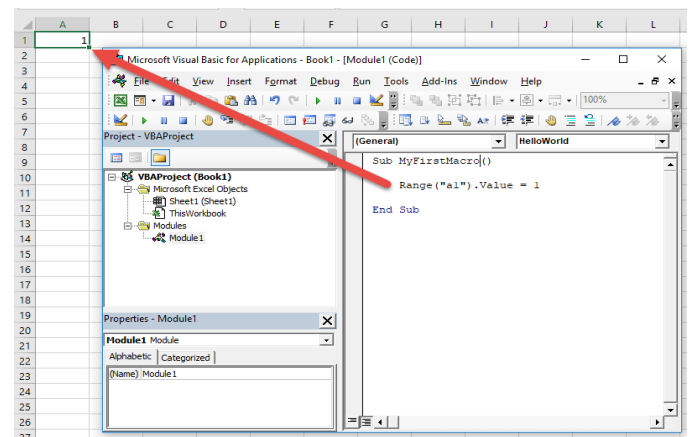 A B C D E F G H I J K L
1 1
2
Microsoft Visual Basic for Applications - Book1 - [Module1 (Code)]
3
4
File Edit View Insert Format Debug Run Tools Add-Ins Window Help
5
100%
6
7
Project - VBAProject
(General) HelloWorld
8
9
Sub MyFirstMacro()
10
VBAProject (Book1)
11
Microsoft Excel Objects
Range("a1").Value = 1
12
Sheet1 (Sheet1)
13
ThisWorkbook
End Sub
Modules
14
Module1
15
16
17
18
19
Properties - Module1
20
Module1 Module
21
Alphabetic Categorized
22
23
(Name) Module1
24
25
26
27